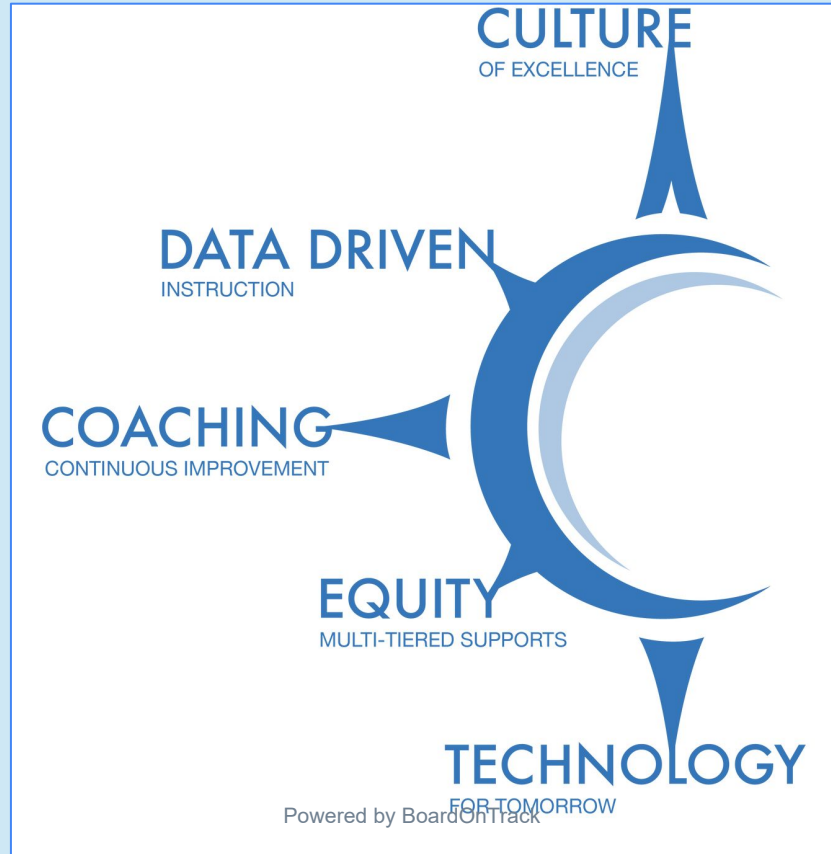 CULTURE
OF EXCELLENCE
DATA DRIVEN
INSTRUCTION
COACHING
CONTINUOUS IMPROVEMENT
EQUITY
MULTI-TIERED SUPPORTS
TECHNOLOGY
FOR TOMORROW
Powered by BoardOnTrack